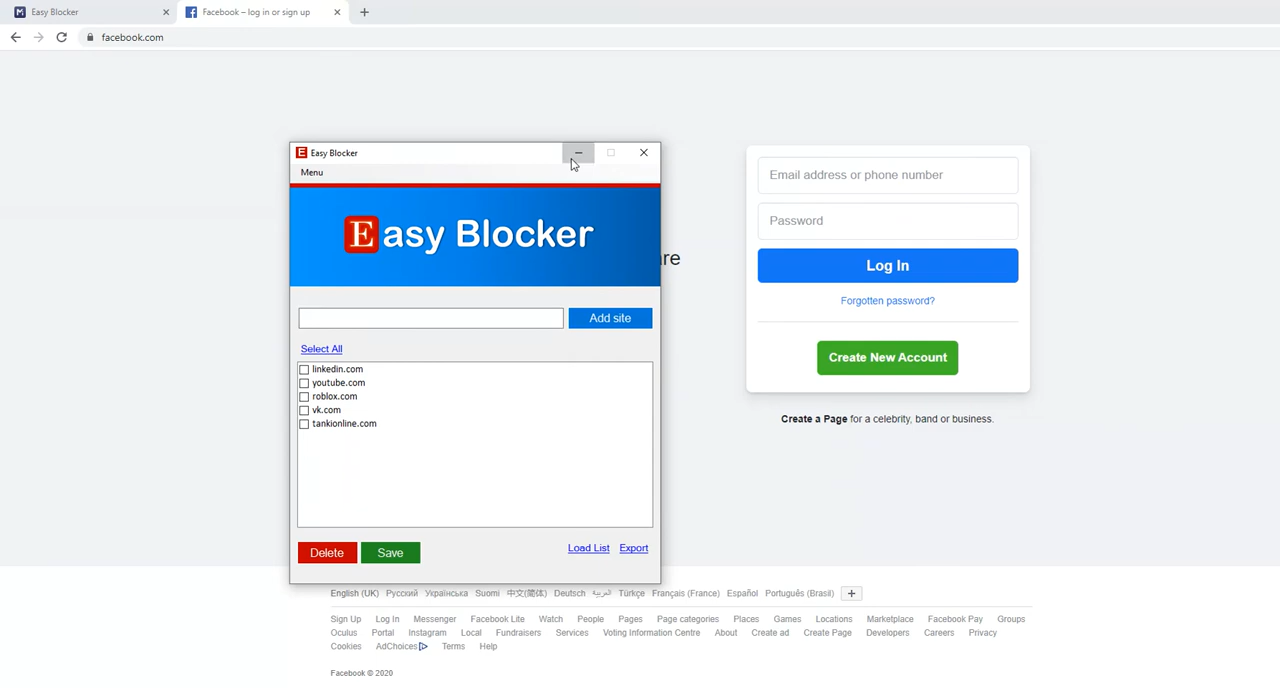 Easy Blocker
Facebook – log in or sign up
facebook.com
Easy Blocker
Menu
Easy Blocker
Add site
Select All
linkedin.com
youtube.com
roblox.com
vk.com
tankionline.com
Delete
Save
Load List
Export
Email address or phone number
Password
Log In
Forgotten password?
Create New Account
Create a Page for a celebrity, band or business.
English (UK) Русский Українська Suomi 中文(简体) Deutsch العربية Türkçe Français (France) Español Português (Brasil) +
Sign Up Log In Messenger Facebook Lite Watch People Pages Page categories Places Games Locations Marketplace Facebook Pay Groups
Oculus Portal Instagram Local Fundraisers Services Voting Information Centre About Create ad Create Page Developers Careers Privacy
Cookies AdChoices Terms Help
Facebook © 2020